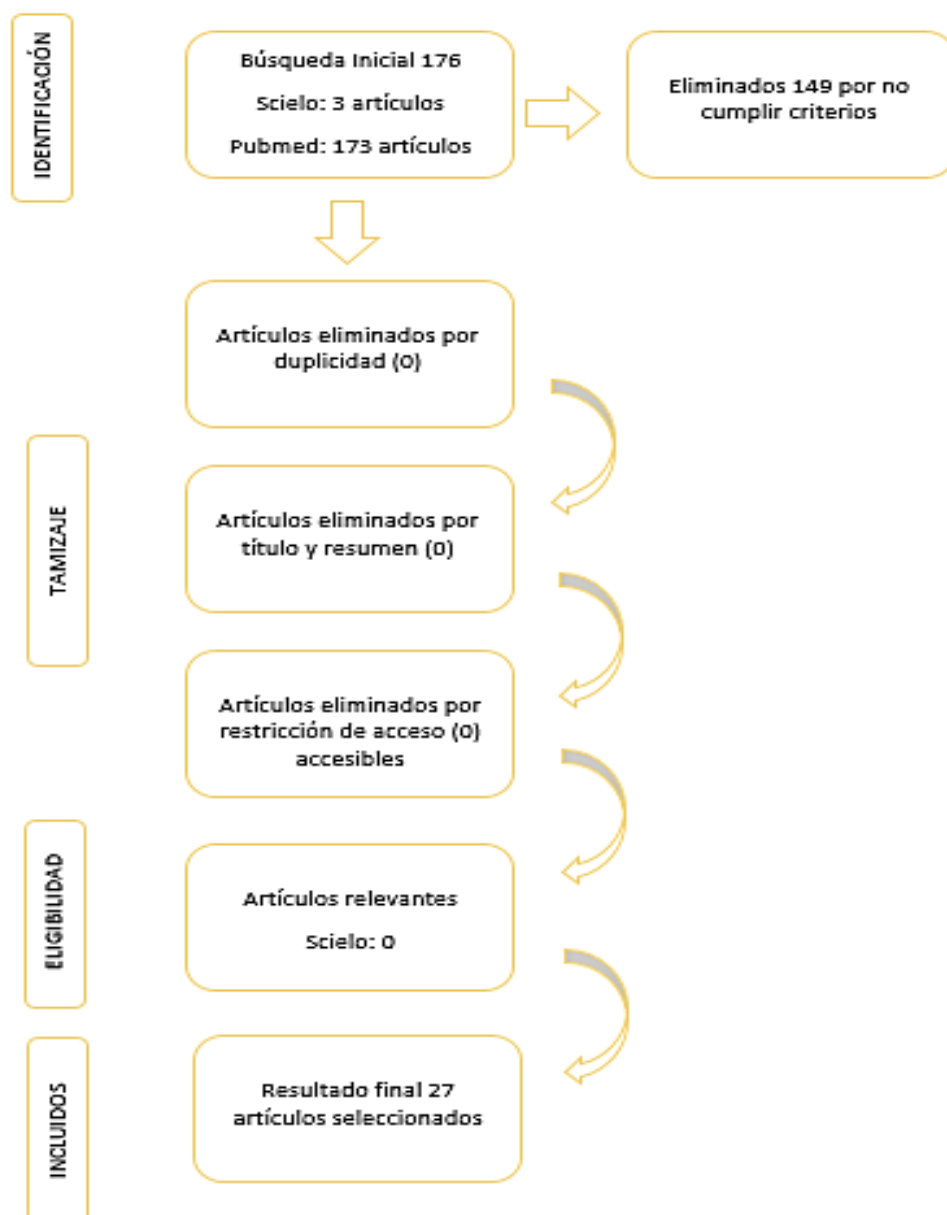 IDENTIFICACIÓN
Búsqueda Inicial 176
Scielo: 3 artículos
Pubmed: 173 artículos
Eliminados 149 por no
cumplir criterios
Artículos eliminados por
duplicidad (0)
TAMIZAJE
Artículos eliminados por
título y resumen (0)
Artículos eliminados por
restricción de acceso (0)
accesibles
ELIGIBILIDAD
Artículos relevantes
Scielo: 0
INCLUIDOS
Resultado final 27
artículos seleccionados